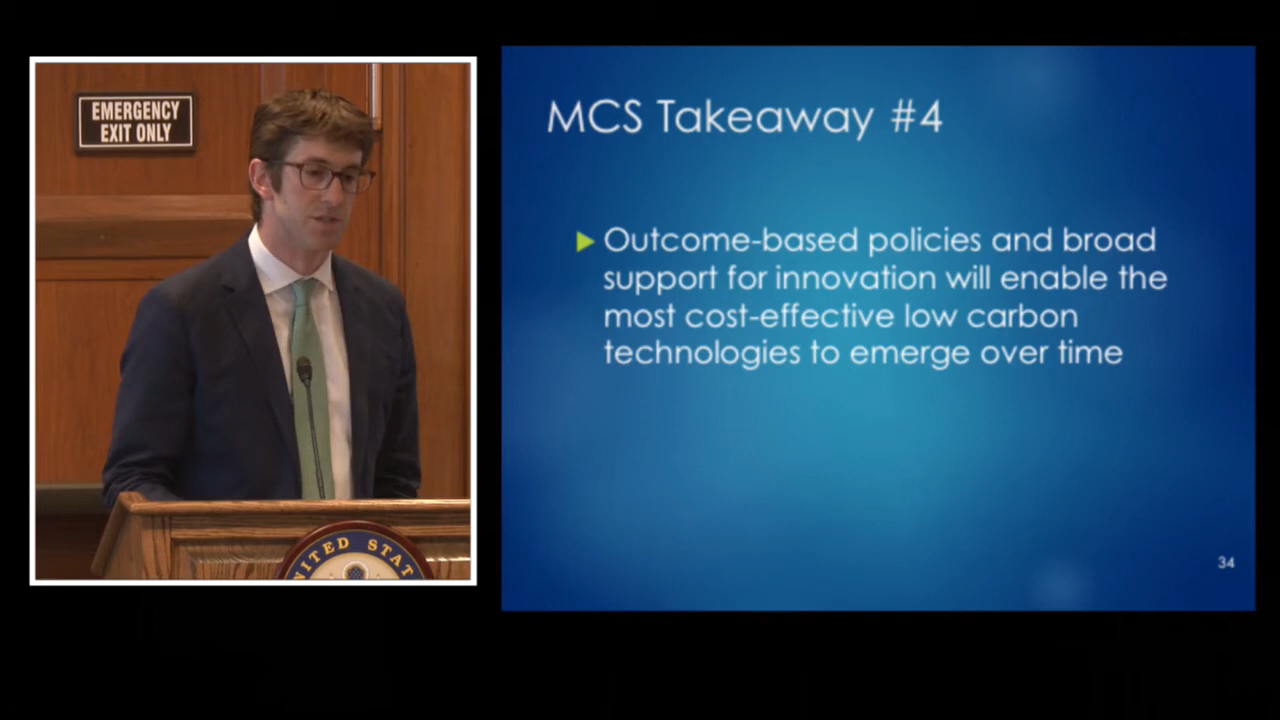 EMERGENCY
EXIT ONLY
MCS Takeaway #4
Outcome-based policies and broad
support for innovation will enable the
most cost-effective low carbon
technologies to emerge over time
34